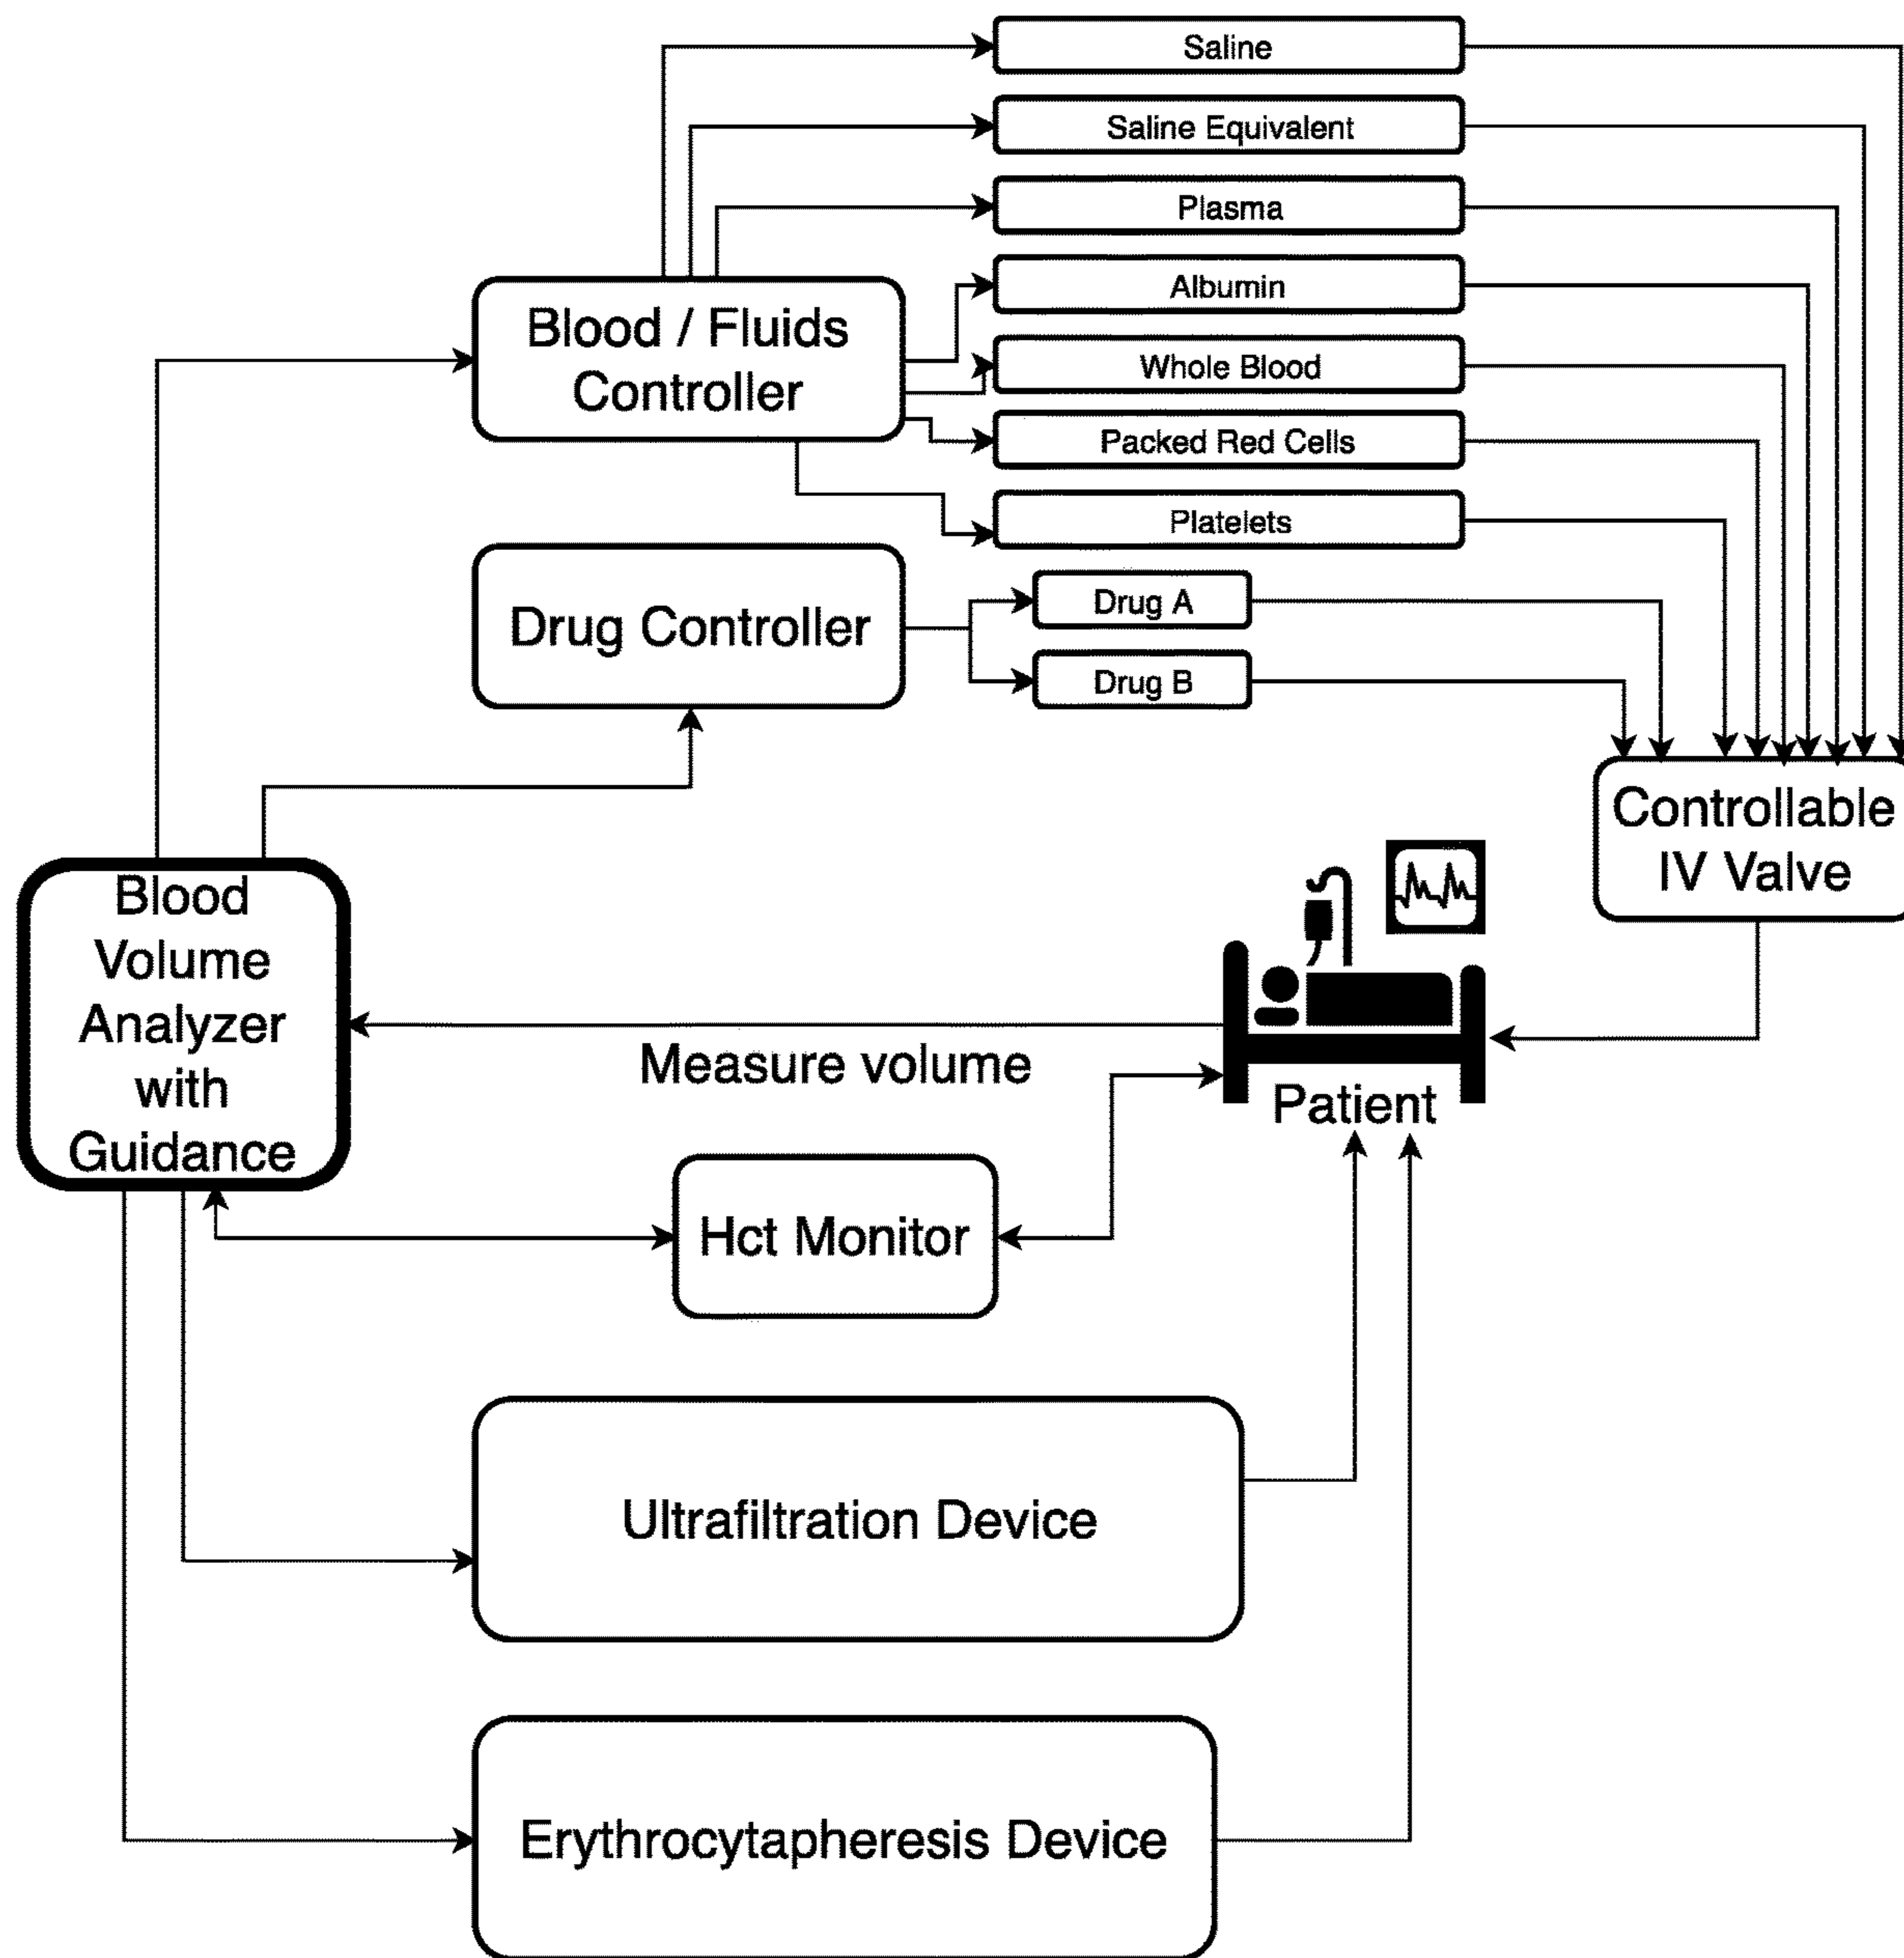 Saline
Saline Equivalent
Plasma
Albumin
Blood / Fluids
Controller
Whole Blood
Packed Red Cells
Platelets
Drug Controller
Drug A
Drug B
Controllable
IV Valve
Blood
Volume
Analyzer
with
Guidance
Measure volume
Patient
Hct Monitor
Ultrafiltration Device
Erythrocytapheresis Device